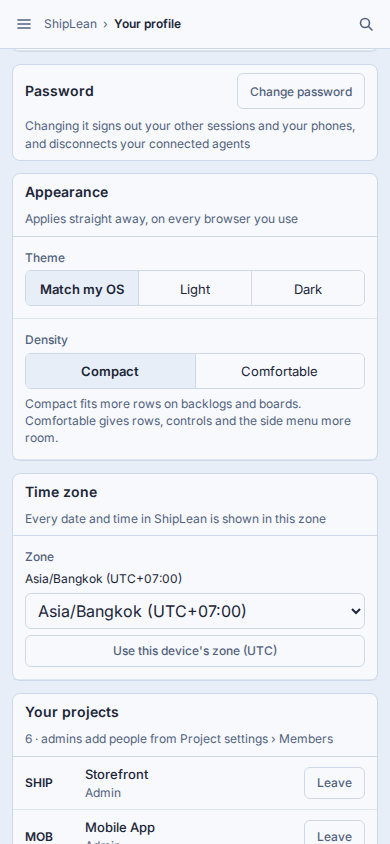 ShipLean › Your profile
Password
Change password
Changing it signs out your other sessions and your phones,
and disconnects your connected agents
Appearance
Applies straight away, on every browser you use
Theme
Match my OS
Light
Dark
Density
Compact
Comfortable
Compact fits more rows on backlogs and boards.
Comfortable gives rows, controls and the side menu more
room.
Time zone
Every date and time in ShipLean is shown in this zone
Zone
Asia/Bangkok (UTC+07:00)
Asia/Bangkok (UTC+07:00)
Use this device's zone (UTC)
Your projects
6 · admins add people from Project settings › Members
SHIP
Storefront
Admin
Leave
MOB
Mobile App
Admin
Leave